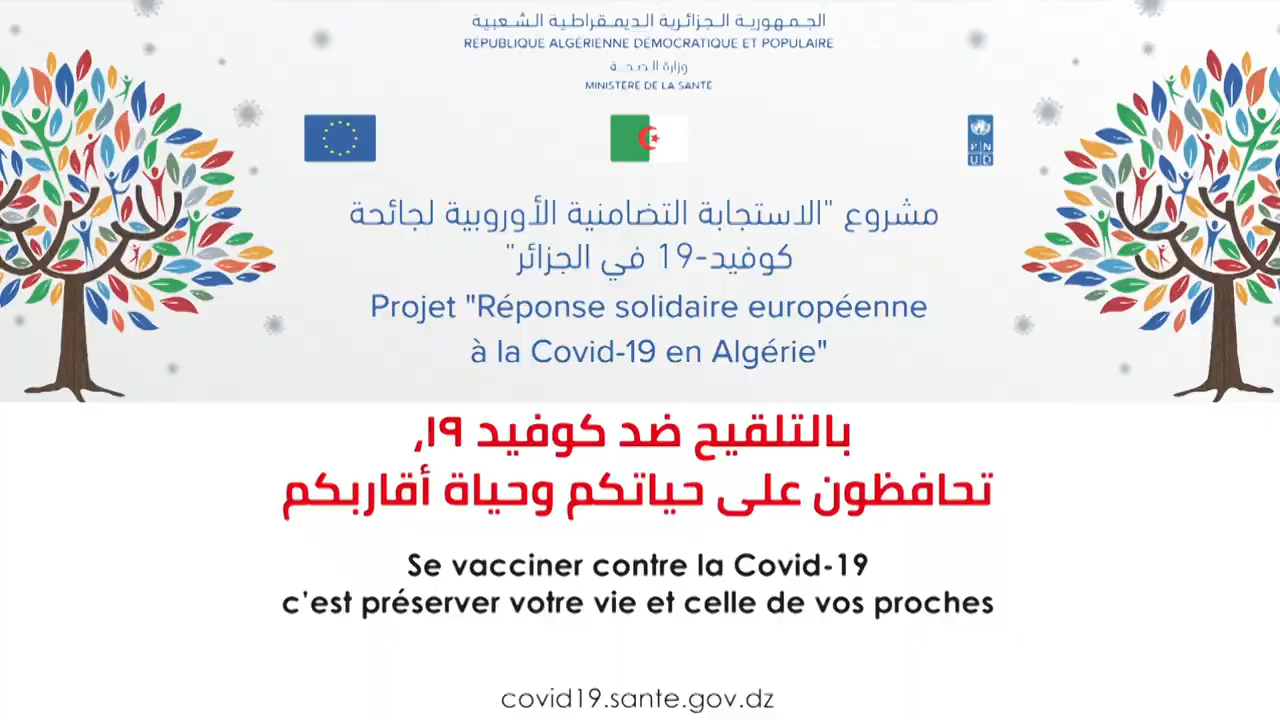 الجمهورية الجزائرية الديمقراطية الشعبية
RÉPUBLIQUE ALGÉRIENNE DÉMOCRATIQUE ET POPULAIRE
وزارة الصحة
MINISTÈRE DE LA SANTÉ
PN
UD
مشروع "الاستجابة التضامنية الأوروبية لجائحة
كوفيد-19 في الجزائر"
Projet "Réponse solidaire européenne
à la Covid-19 en Algérie"
بالتلقيح ضد كوفيد ١٩,
تحافظون على حياتكم وحياة أقاربكم
Se vacciner contre la Covid-19
c’est préserver votre vie et celle de vos proches
covid19.sante.gov.dz